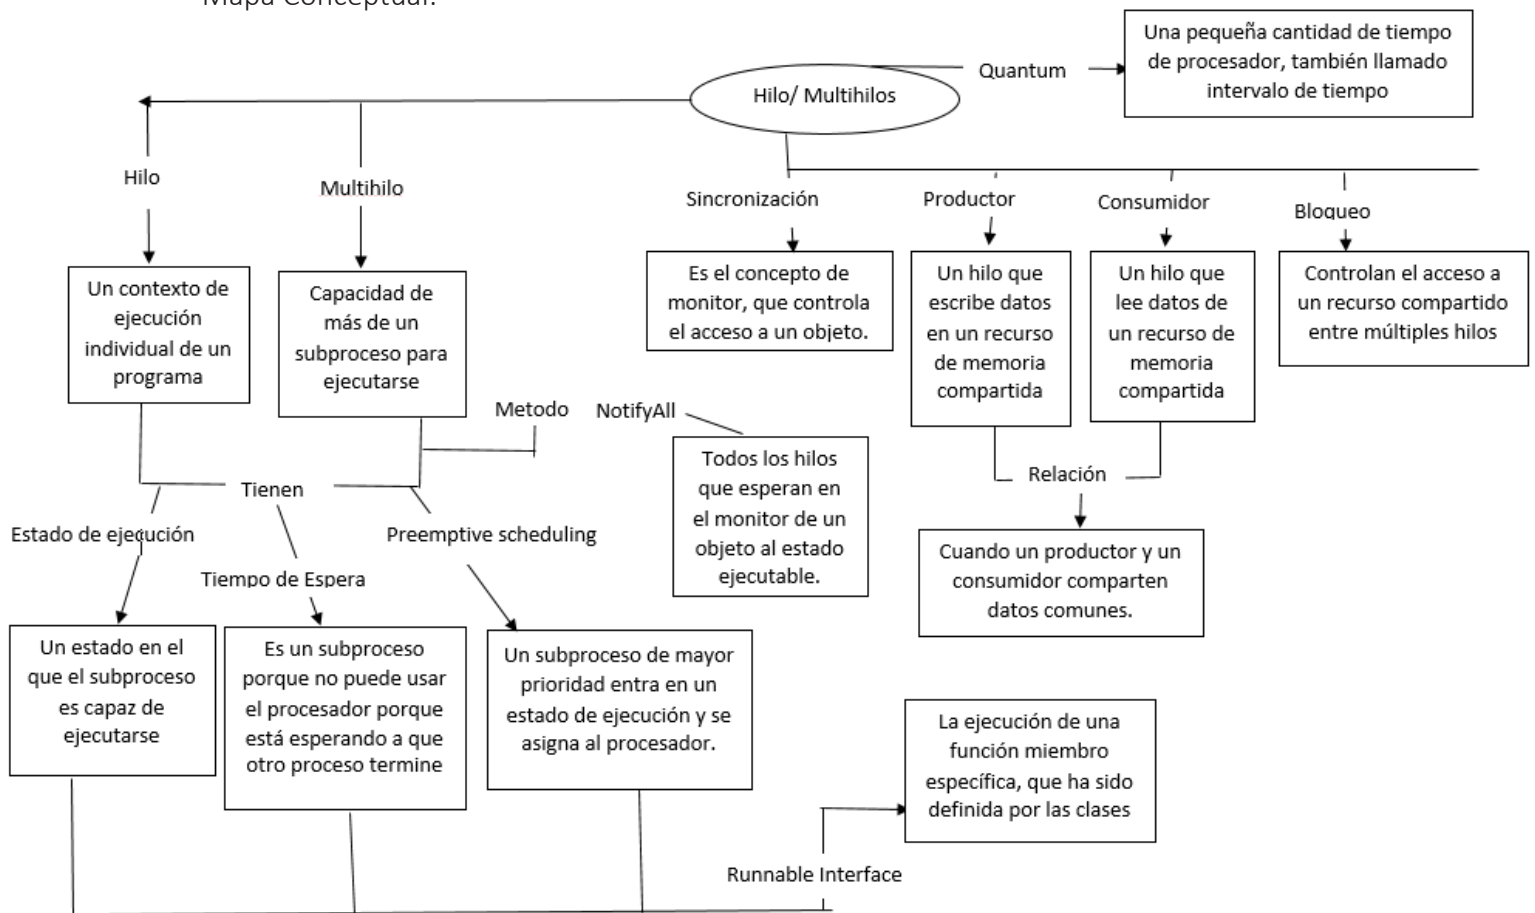 Mapa Conceptual.
Una pequeña cantidad de tiempo
de procesador, también llamado
intervalo de tiempo
Quantum
Hilo/ Multihilos
Hilo
Multihilo
Sincronización
Productor
Consumidor
Bloqueo
Un contexto de
ejecución
individual de un
programa
Capacidad de
más de un
subproceso para
ejecutarse
Es el concepto de
monitor, que controla
el acceso a un objeto.
Un hilo que
escribe datos
en un recurso
de memoria
compartida
Un hilo que
lee datos de
un recurso de
memoria
compartida
Controlan el acceso a
un recurso compartido
entre múltiples hilos
Metodo
NotifyAll
Todos los hilos
que esperan en
el monitor de un
objeto al estado
ejecutable.
Relación
Tienen
Estado de ejecución
Preemptive scheduling
Tiempo de Espera
Cuando un productor y un
consumidor comparten
datos comunes.
Un estado en el
que el subproceso
es capaz de
ejecutarse
Es un subproceso
porque no puede usar
el procesador porque
está esperando a que
otro proceso termine
Un subproceso de mayor
prioridad entra en un
estado de ejecución y se
asigna al procesador.
La ejecución de una
función miembro
específica, que ha sido
definida por las clases
Runnable Interface